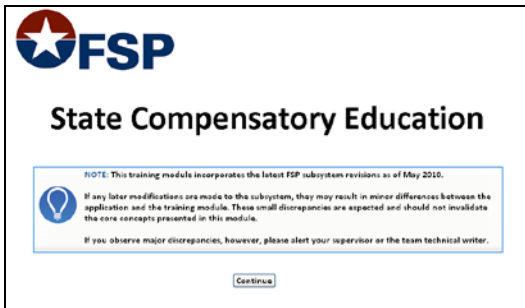 FSP
State Compensatory Education
NOTE: This training module incorporates the latest FSP subsystem revisions as of May 2010.
If any later modifications are made to the subsystem, they may result in minor differences between the
application and the training module. These small discrepancies are expected and should not invalidate
the core concepts presented in this module.
If you observe major discrepancies, however, please alert your supervisor or the team technical writer.
Continue